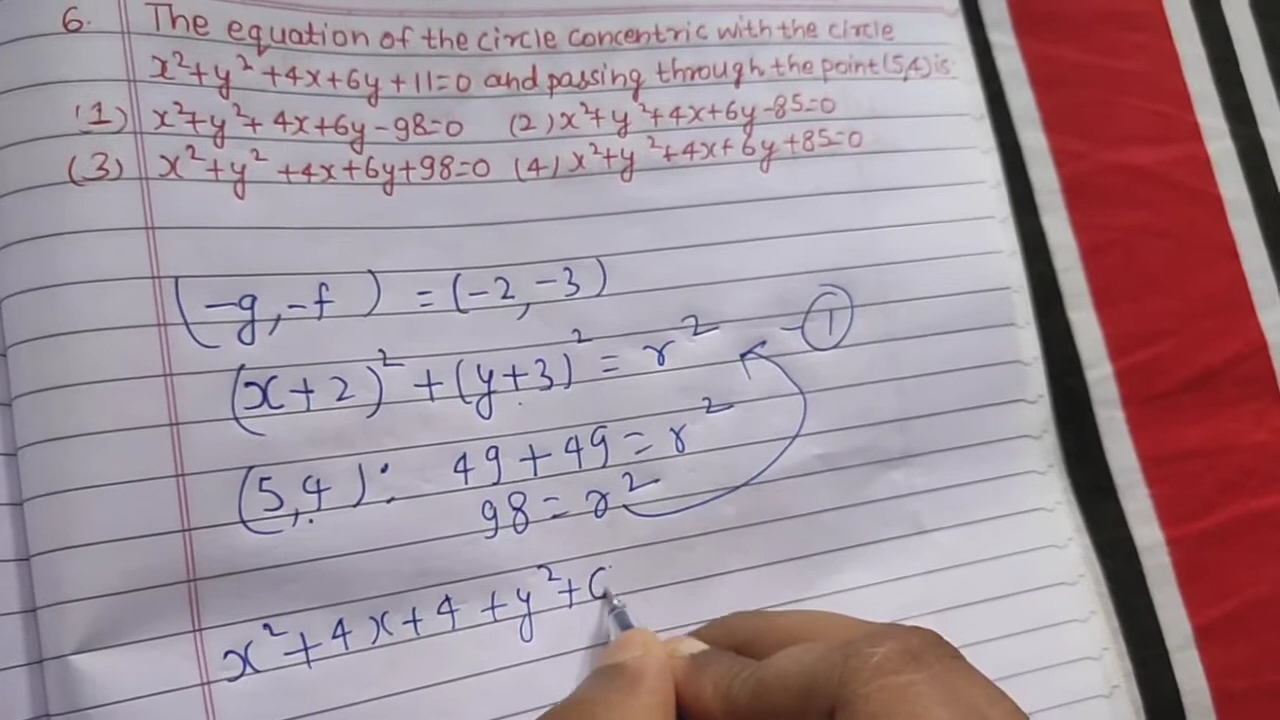 6. The equation of the circle concentric with the circle
x²+y²+4x+6y+11=0 and passing through the point (5,4) is
(1) x²+y²+4x+6y-98=0 (2) x²+y²+4x+6y-85=0
(3) x²+y²+4x+6y+98=0 (4) x²+y²+4x+6y+85=0
(-g,-f) = (-2,-3)
(x+2)²+(y+3)²=r² -①
(5,4): 49+49=r²
98=r²
x²+4x+4+y²+